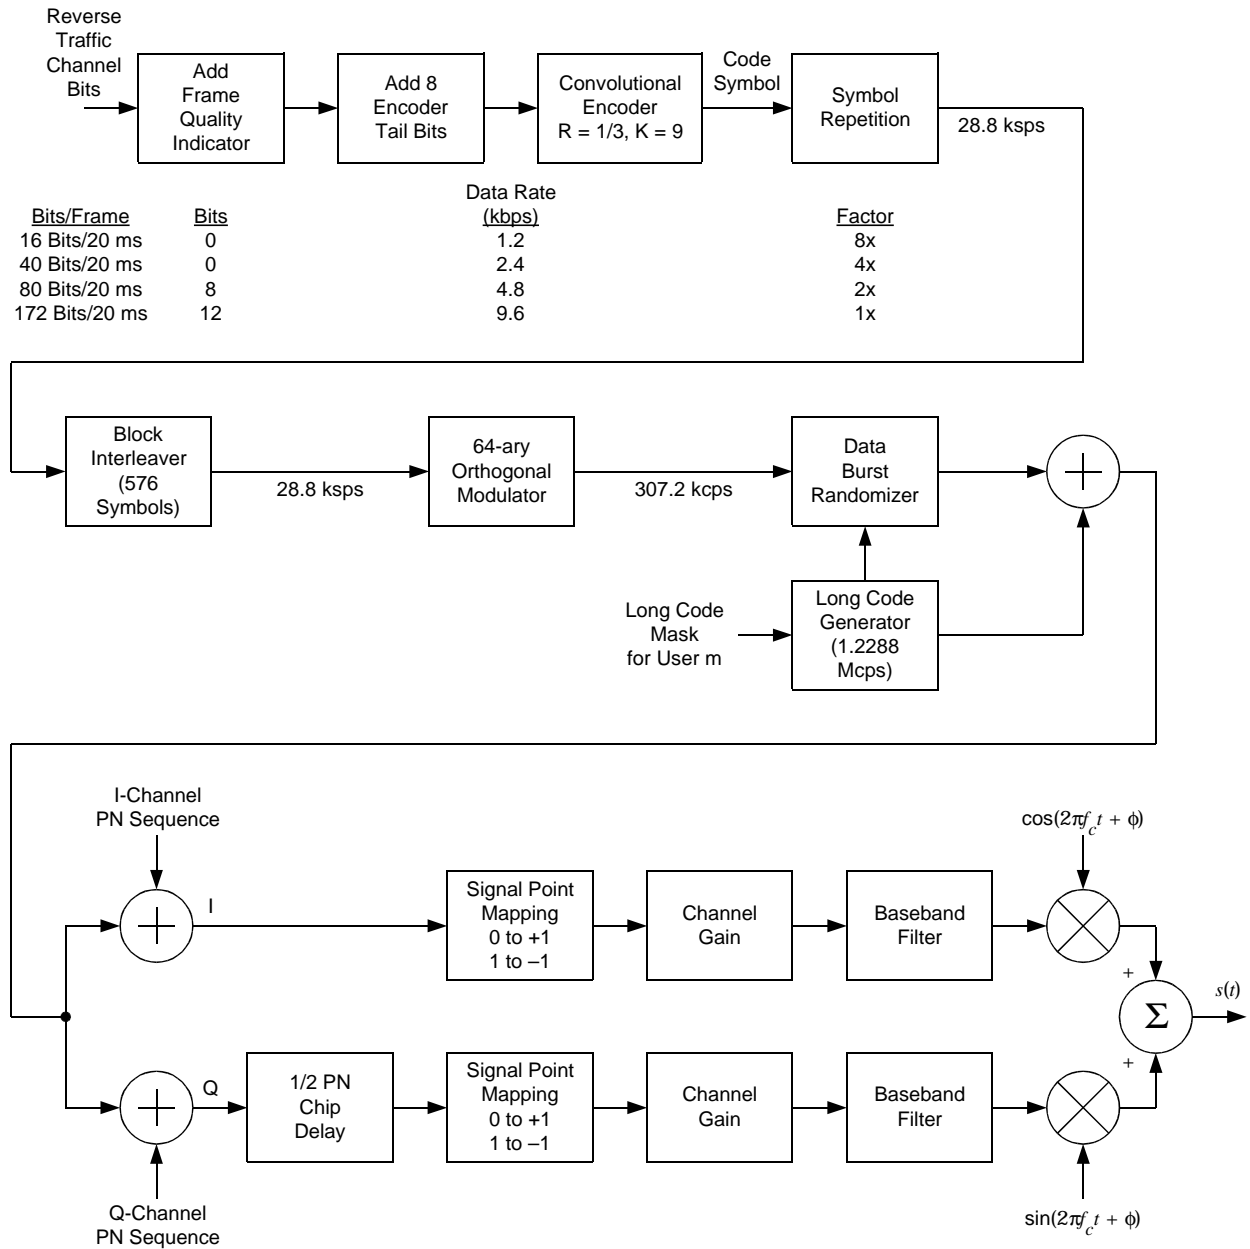 Reverse
Traffic
Channel
Bits
Add
Frame
Quality
Indicator
Add 8
Encoder
Tail Bits
Convolutional
Encoder
R = 1/3, K = 9
Code
Symbol
Symbol
Repetition
28.8 ksps
Data Rate
Bits/Frame Bits (kbps) Factor
16 Bits/20 ms 0 1.2 8x
40 Bits/20 ms 0 2.4 4x
80 Bits/20 ms 8 4.8 2x
172 Bits/20 ms 12 9.6 1x
Block
Interleaver
(576
Symbols)
28.8 ksps
64-ary
Orthogonal
Modulator
307.2 kcps
Data
Burst
Randomizer
+
Long Code
Mask
for User m
Long Code
Generator
(1.2288
Mcps)
I-Channel
PN Sequence
+
I
Signal Point
Mapping
0 to +1
1 to –1
Channel
Gain
Baseband
Filter
cos(2πf_c t + ϕ)
+
Σ
s(t)
+
+
Q
1/2 PN
Chip
Delay
Signal Point
Mapping
0 to +1
1 to –1
Channel
Gain
Baseband
Filter
Q-Channel
PN Sequence
sin(2πf_c t + ϕ)